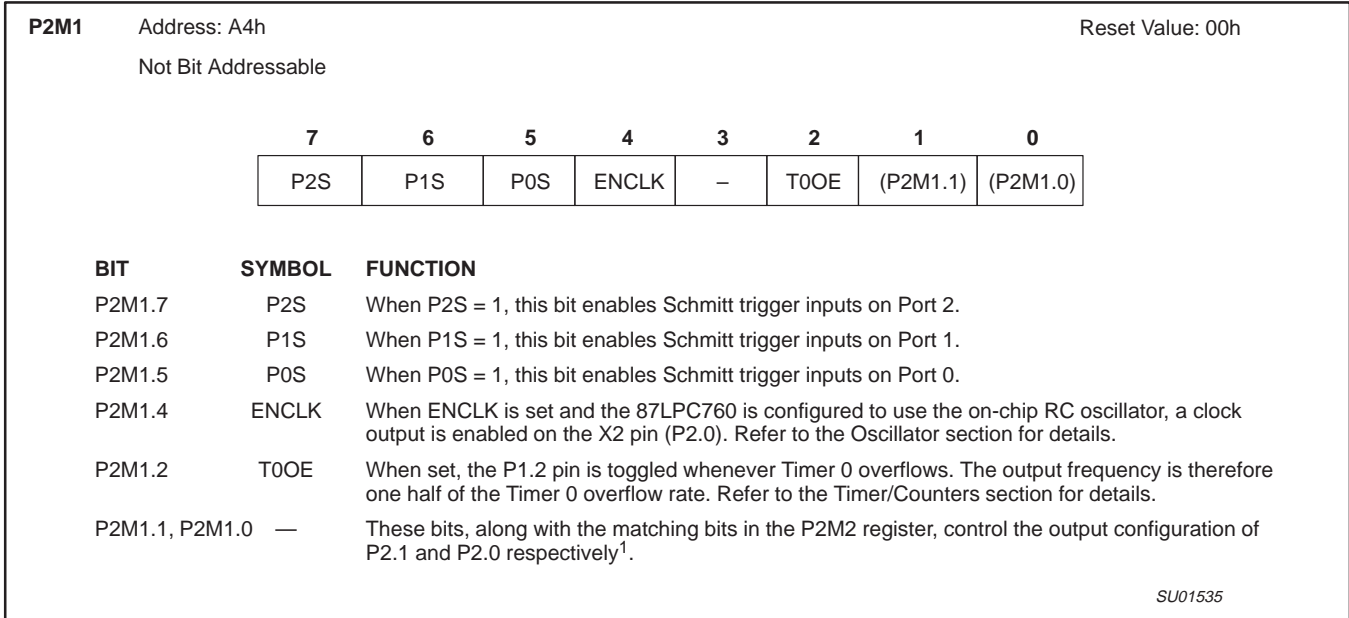 P2M1 Address: A4h Reset Value: 00h
Not Bit Addressable
7 6 5 4 3 2 1 0
P2S P1S P0S ENCLK – T0OE (P2M1.1) (P2M1.0)
BIT SYMBOL FUNCTION
P2M1.7 P2S When P2S = 1, this bit enables Schmitt trigger inputs on Port 2.
P2M1.6 P1S When P1S = 1, this bit enables Schmitt trigger inputs on Port 1.
P2M1.5 P0S When P0S = 1, this bit enables Schmitt trigger inputs on Port 0.
P2M1.4 ENCLK When ENCLK is set and the 87LPC760 is configured to use the on-chip RC oscillator, a clock
output is enabled on the X2 pin (P2.0). Refer to the Oscillator section for details.
P2M1.2 T0OE When set, the P1.2 pin is toggled whenever Timer 0 overflows. The output frequency is therefore
one half of the Timer 0 overflow rate. Refer to the Timer/Counters section for details.
P2M1.1, P2M1.0 — These bits, along with the matching bits in the P2M2 register, control the output configuration of
P2.1 and P2.0 respectively1.
SU01535